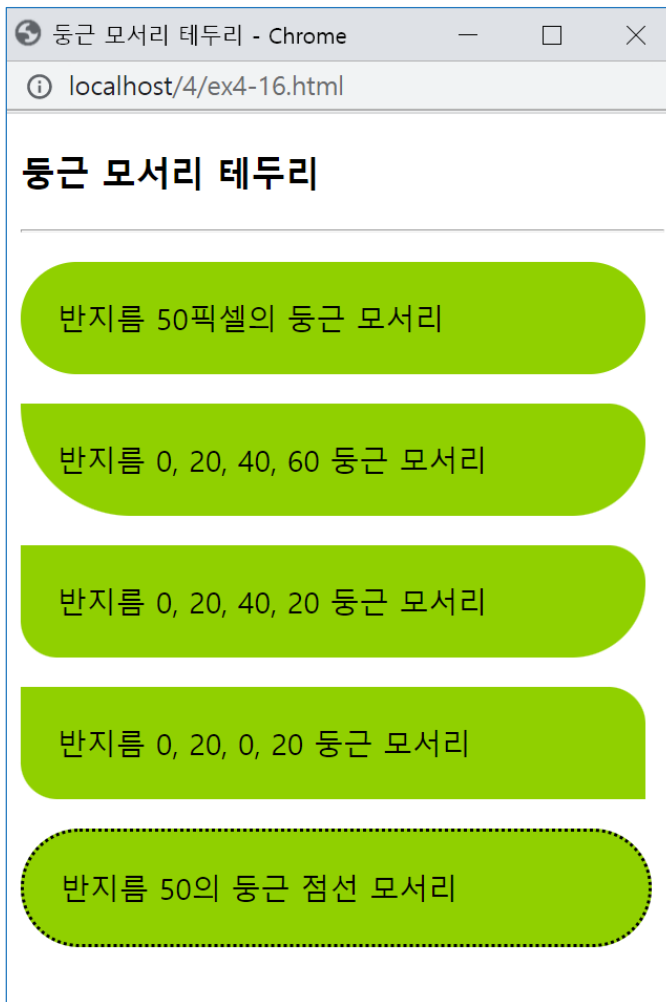 둥근 모서리 테두리 - Chrome
localhost/4/ex4-16.html
둥근 모서리 테두리
반지름 50픽셀의 둥근 모서리
반지름 0, 20, 40, 60 둥근 모서리
반지름 0, 20, 40, 20 둥근 모서리
반지름 0, 20, 0, 20 둥근 모서리
반지름 50의 둥근 점선 모서리